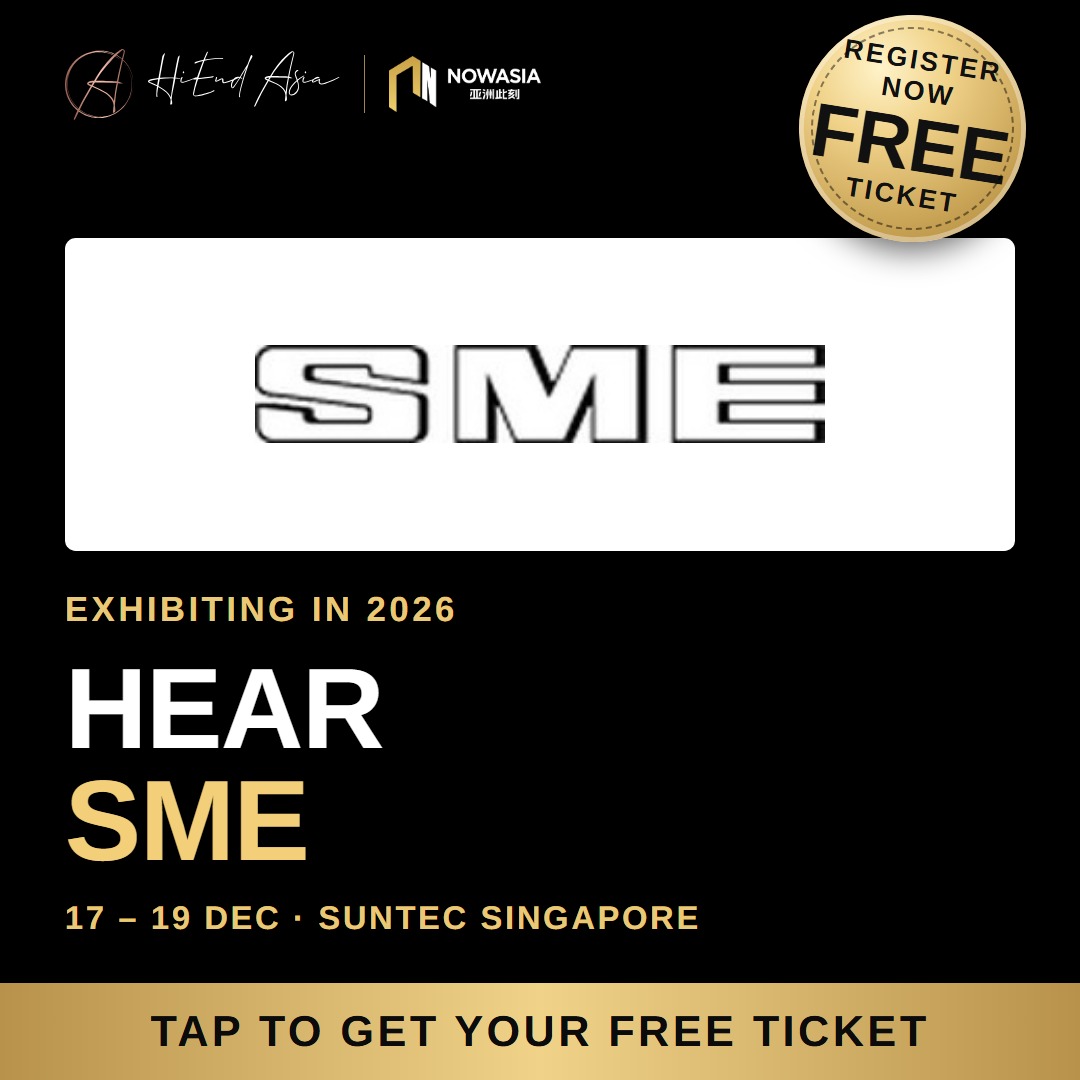 HiEnd Asia
NOWASIA
亚洲此刻
REGISTER
NOW
FREE
TICKET
SME
EXHIBITING IN 2026
HEAR
SME
17 – 19 DEC · SUNTEC SINGAPORE
TAP TO GET YOUR FREE TICKET